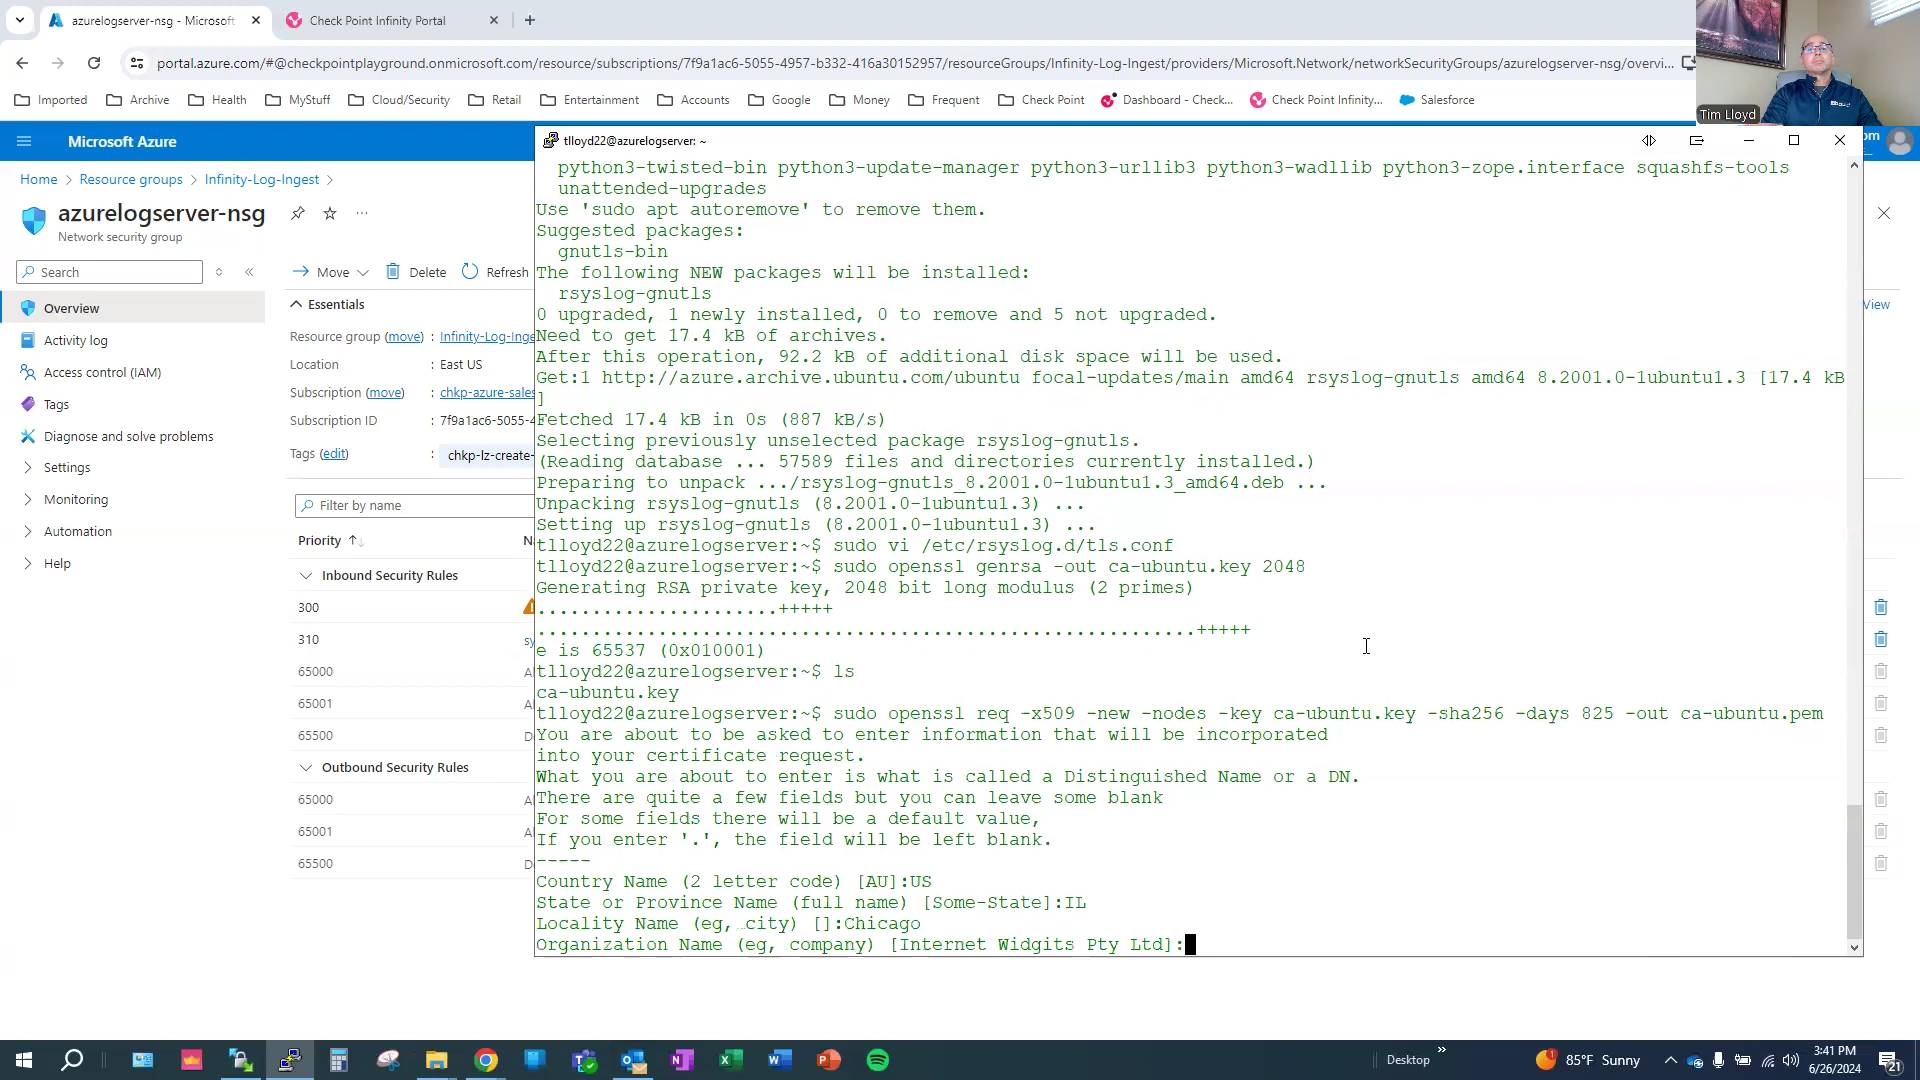 azurelogserver-nsg - Microsoft
Check Point Infinity Portal
portal.azure.com/#@checkpointplayground.onmicrosoft.com/resource/subscriptions/7f9a1ac6-5055-4957-b332-416a30152957/resourceGroups/Infinity-Log-Ingest/providers/Microsoft.Network/networkSecurityGroups/azurelogserver-nsg/overvi...
Imported Archive Health MyStuff Cloud/Security Retail Entertainment Accounts Google Money Frequent Check Point Dashboard - Check... Check Point Infinity... Salesforce
Tim Lloyd
Microsoft Azure
om
Home > Resource groups > Infinity-Log-Ingest >
azurelogserver-nsg
Network security group
Search
Overview
Activity log
Access control (IAM)
Tags
Diagnose and solve problems
Settings
Monitoring
Automation
Help
Move Delete Refresh
Essentials
View
Resource group (move) : Infinity-Log-Inge
Location : East US
Subscription (move) : chkp-azure-sales
Subscription ID : 7f9a1ac6-5055-4
Tags (edit) : chkp-lz-create-
Filter by name
Priority ↑↓ N
Inbound Security Rules
300
310 sy
65000 Al
65001 Al
65500 D
Outbound Security Rules
65000 Al
65001 Al
65500 D
tlloyd22@azurelogserver: ~
python3-twisted-bin python3-update-manager python3-urllib3 python3-wadllib python3-zope.interface squashfs-tools
unattended-upgrades
Use 'sudo apt autoremove' to remove them.
Suggested packages:
gnutls-bin
The following NEW packages will be installed:
rsyslog-gnutls
0 upgraded, 1 newly installed, 0 to remove and 5 not upgraded.
Need to get 17.4 kB of archives.
After this operation, 92.2 kB of additional disk space will be used.
Get:1 http://azure.archive.ubuntu.com/ubuntu focal-updates/main amd64 rsyslog-gnutls amd64 8.2001.0-1ubuntu1.3 [17.4 kB
]
Fetched 17.4 kB in 0s (887 kB/s)
Selecting previously unselected package rsyslog-gnutls.
(Reading database ... 57589 files and directories currently installed.)
Preparing to unpack .../rsyslog-gnutls_8.2001.0-1ubuntu1.3_amd64.deb ...
Unpacking rsyslog-gnutls (8.2001.0-1ubuntu1.3) ...
Setting up rsyslog-gnutls (8.2001.0-1ubuntu1.3) ...
tlloyd22@azurelogserver:~$ sudo vi /etc/rsyslog.d/tls.conf
tlloyd22@azurelogserver:~$ sudo openssl genrsa -out ca-ubuntu.key 2048
Generating RSA private key, 2048 bit long modulus (2 primes)
......................+++++
............................................................+++++
e is 65537 (0x010001)
tlloyd22@azurelogserver:~$ ls
ca-ubuntu.key
tlloyd22@azurelogserver:~$ sudo openssl req -x509 -new -nodes -key ca-ubuntu.key -sha256 -days 825 -out ca-ubuntu.pem
You are about to be asked to enter information that will be incorporated
into your certificate request.
What you are about to enter is what is called a Distinguished Name or a DN.
There are quite a few fields but you can leave some blank
For some fields there will be a default value,
If you enter '.', the field will be left blank.
-----
Country Name (2 letter code) [AU]:US
State or Province Name (full name) [Some-State]:IL
Locality Name (eg, city) []:Chicago
Organization Name (eg, company) [Internet Widgits Pty Ltd]:
Desktop
85°F Sunny
3:41 PM
6/26/2024
21